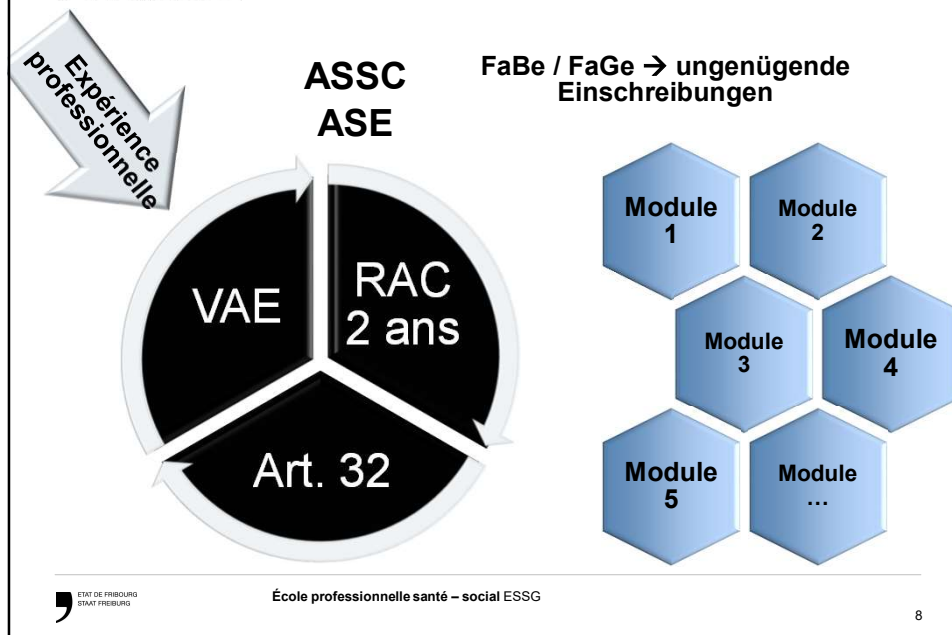 Expérience
professionnelle
ASSC
ASE
FaBe / FaGe → ungenügende
Einschreibungen
VAE
RAC
2 ans
Art. 32
Module
1
Module
2
Module
3
Module
4
Module
5
Module
...
ETAT DE FRIBOURG
STAAT FREIBURG
École professionnelle santé – social ESSG
8